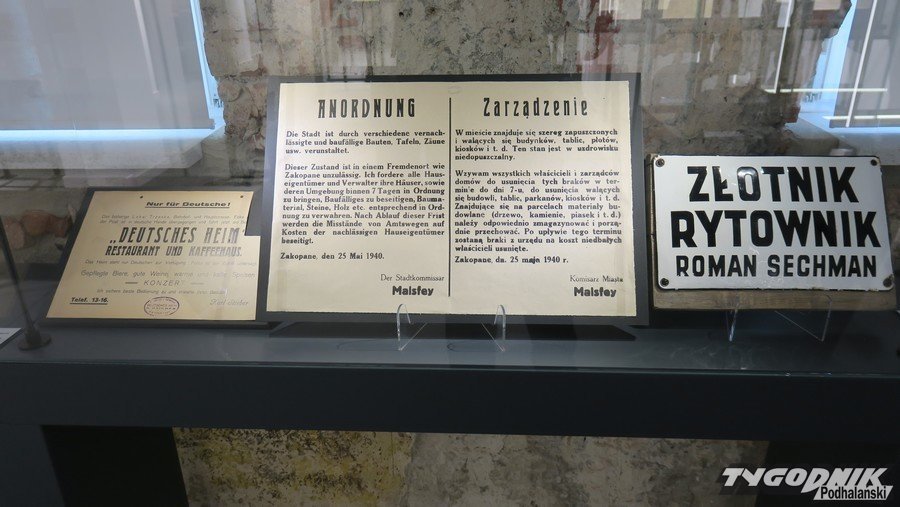 Nur für Deutsche!
„DEUTSCHES HEIM"
RESTAURANT UND KAFFEEHAUS
Gepflegte Biere, gute Weine, warme und kalte Speisen
KONZERT
Telef. 13-16.
ANORDNUNG
Die Stadt ist durch verschiedene vernach-
lässigte und baufällige Bauten, Tafeln, Zäune
usw. verunstaltet.
Dieser Zustand ist in einem Fremdenort wie
Zakopane unzulässig. Ich fordere alle Haus-
eigentümer und Verwalter ihre Häuser, sowie
deren Umgebung binnen 7 Tagen in Ordnung
zu bringen, Baufälliges zu beseitigen, Bauma-
terial, Steine, Holz etc. entsprechend in Ord-
nung zu verwahren. Nach Ablauf dieser Frist
werden die Misstände von Amtswegen auf
Kosten der nachlässigen Hauseigentümer
beseitigt.
Zakopane, den 25 Mai 1940.
Der Stadtkommissar
Malsfey
Zarządzenie
W mieście znajduje się szereg zapuszczonych
i walących się budynków, tablic, płotów,
kiosków i t. d. Ten stan jest w uzdrowisku
niedopuszczalny.
Wzywam wszystkich właścicieli i zarządców
domów do usunięcia tych braków w ter-
minie do dni 7-u, do usunięcia walących
się budowli, tablic, parkanów, kiosków i t. d.
Znajdujące się na parcelach materiały bu-
dowlane (drzewo, kamienie, piasek i t. d.)
należy odpowiednio zmagazynować i porzą-
dnie przechować. Po upływie tego terminu
zostaną braki z urzędu na koszt niedbałych
właścicieli usunięte.
Zakopane, da. 25 maja 1940 r.
Komisarz Miasta
Malsfey
ZŁOTNIK
RYTOWNIK
ROMAN SECHMAN
TYGODNIK
Podhalański